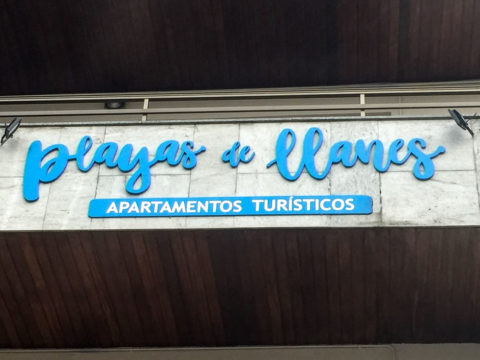 playas de llanes
APARTAMENTOS TURÍSTICOS